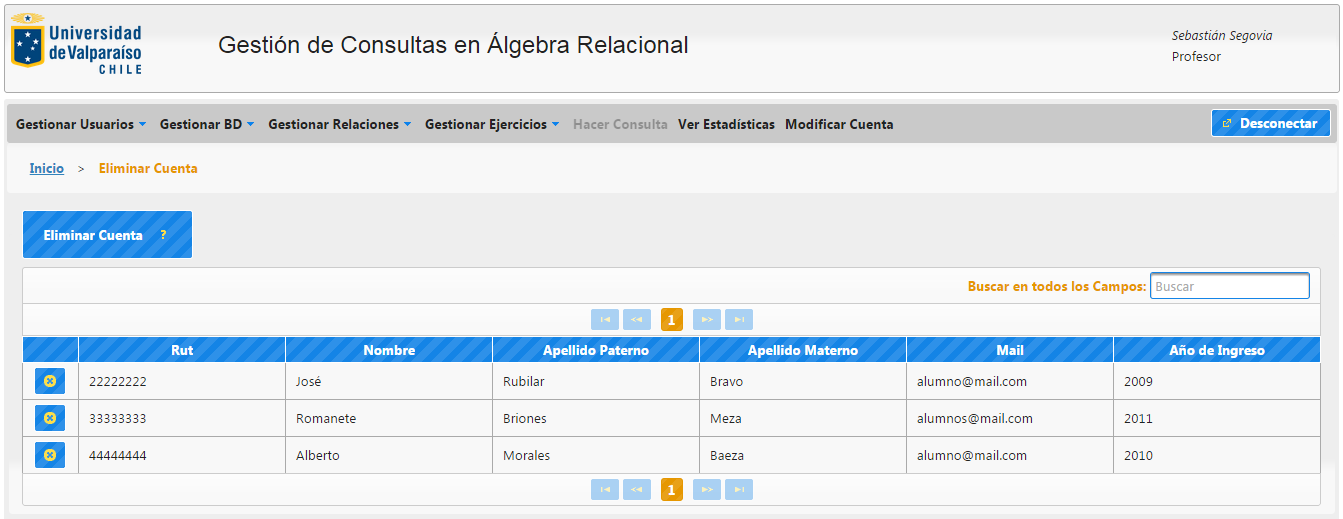 Universidad
de Valparaíso
CHILE
Gestión de Consultas en Álgebra Relacional
Sebastián Segovia
Profesor
Gestionar Usuarios Gestionar BD Gestionar Relaciones Gestionar Ejercicios Hacer Consulta Ver Estadísticas Modificar Cuenta Desconectar
Inicio > Eliminar Cuenta
Eliminar Cuenta ?
Buscar en todos los Campos: Buscar
1
Rut Nombre Apellido Paterno Apellido Materno Mail Año de Ingreso
22222222 José Rubilar Bravo alumno@mail.com 2009
33333333 Romanete Briones Meza alumnos@mail.com 2011
44444444 Alberto Morales Baeza alumno@mail.com 2010
1